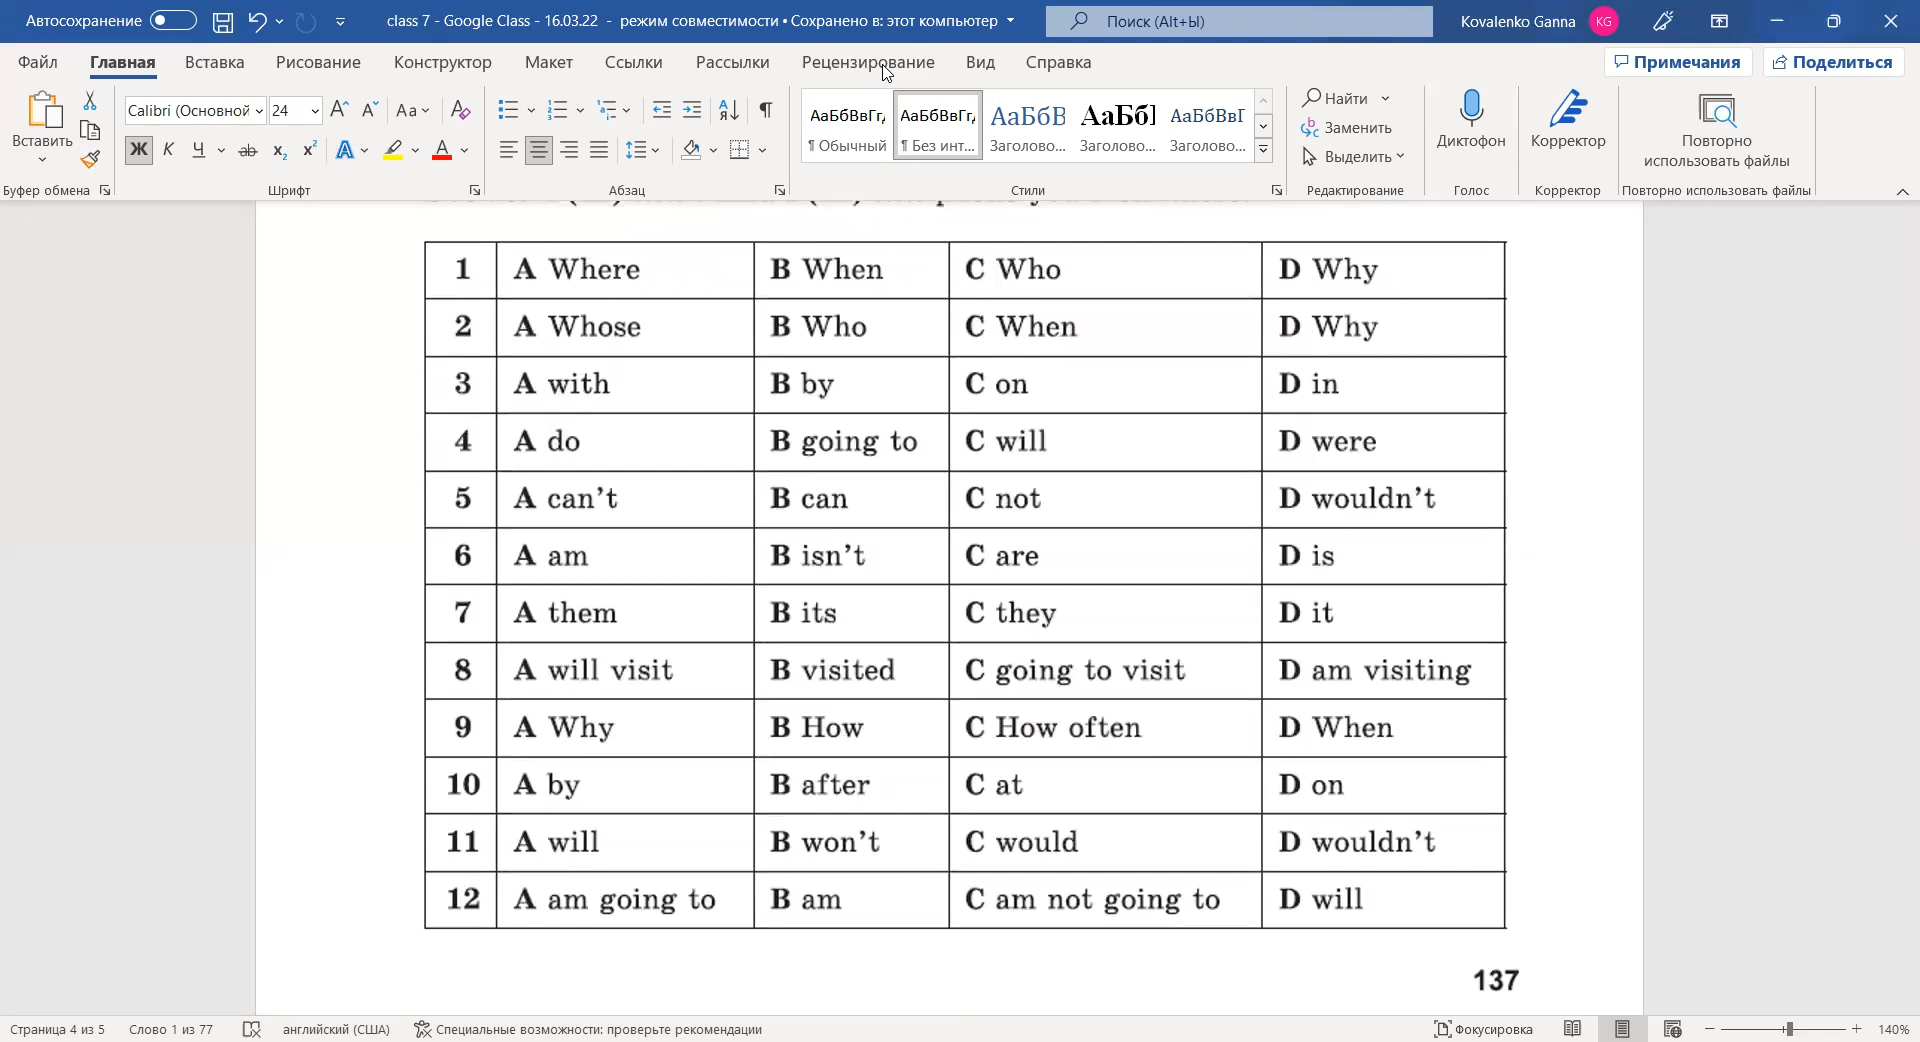 Автосохранение
class 7 - Google Class - 16.03.22 - режим совместимости • Сохранено в: этот компьютер
Поиск (Alt+Ы)
Kovalenko Ganna KG
Файл Главная Вставка Рисование Конструктор Макет Ссылки Рассылки Рецензирование Вид Справка
Примечания Поделиться
Вставить
Буфер обмена
Calibri (Основной 24
Aa
Ж К Ч ab x₂ x² A A
Шрифт
Абзац
АаБбВвГг, АаБбВвГг, АаБбВ АаБб АаБбВвГ
¶ Обычный ¶ Без инт... Заголово... Заголово... Заголово...
Стили
Найти
Заменить
Выделить
Редактирование
Диктофон
Голос
Корректор
Корректор
Повторно
использовать файлы
Повторно использовать файлы
1 A Where B When C Who D Why
2 A Whose B Who C When D Why
3 A with B by C on D in
4 A do B going to C will D were
5 A can’t B can C not D wouldn’t
6 A am B isn’t C are D is
7 A them B its C they D it
8 A will visit B visited C going to visit D am visiting
9 A Why B How C How often D When
10 A by B after C at D on
11 A will B won’t C would D wouldn’t
12 A am going to B am C am not going to D will
137
Страница 4 из 5 Слово 1 из 77 английский (США) Специальные возможности: проверьте рекомендации
Фокусировка 140%